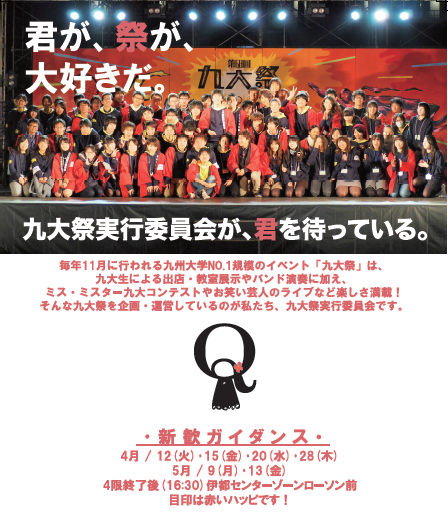 君が、祭が、
大好きだ。
九大祭
九大祭実行委員会が、君を待っている。
毎年11月に行われる九州大学NO.1規模のイベント「九大祭」は、
九大生による出店・教室展示やバンド演奏に加え、
ミス・ミスター九大コンテストやお笑い芸人のライブなど楽しさ満載！
そんな九大祭を企画・運営しているのが私たち、九大祭実行委員会です。
・新歓ガイダンス・
4月 / 12(火)・15(金)・20(水)・28(木)
5月 / 9(月)・13(金)
4限終了後(16:30)伊都センターゾーンローソン前
目印は赤いハッピです！